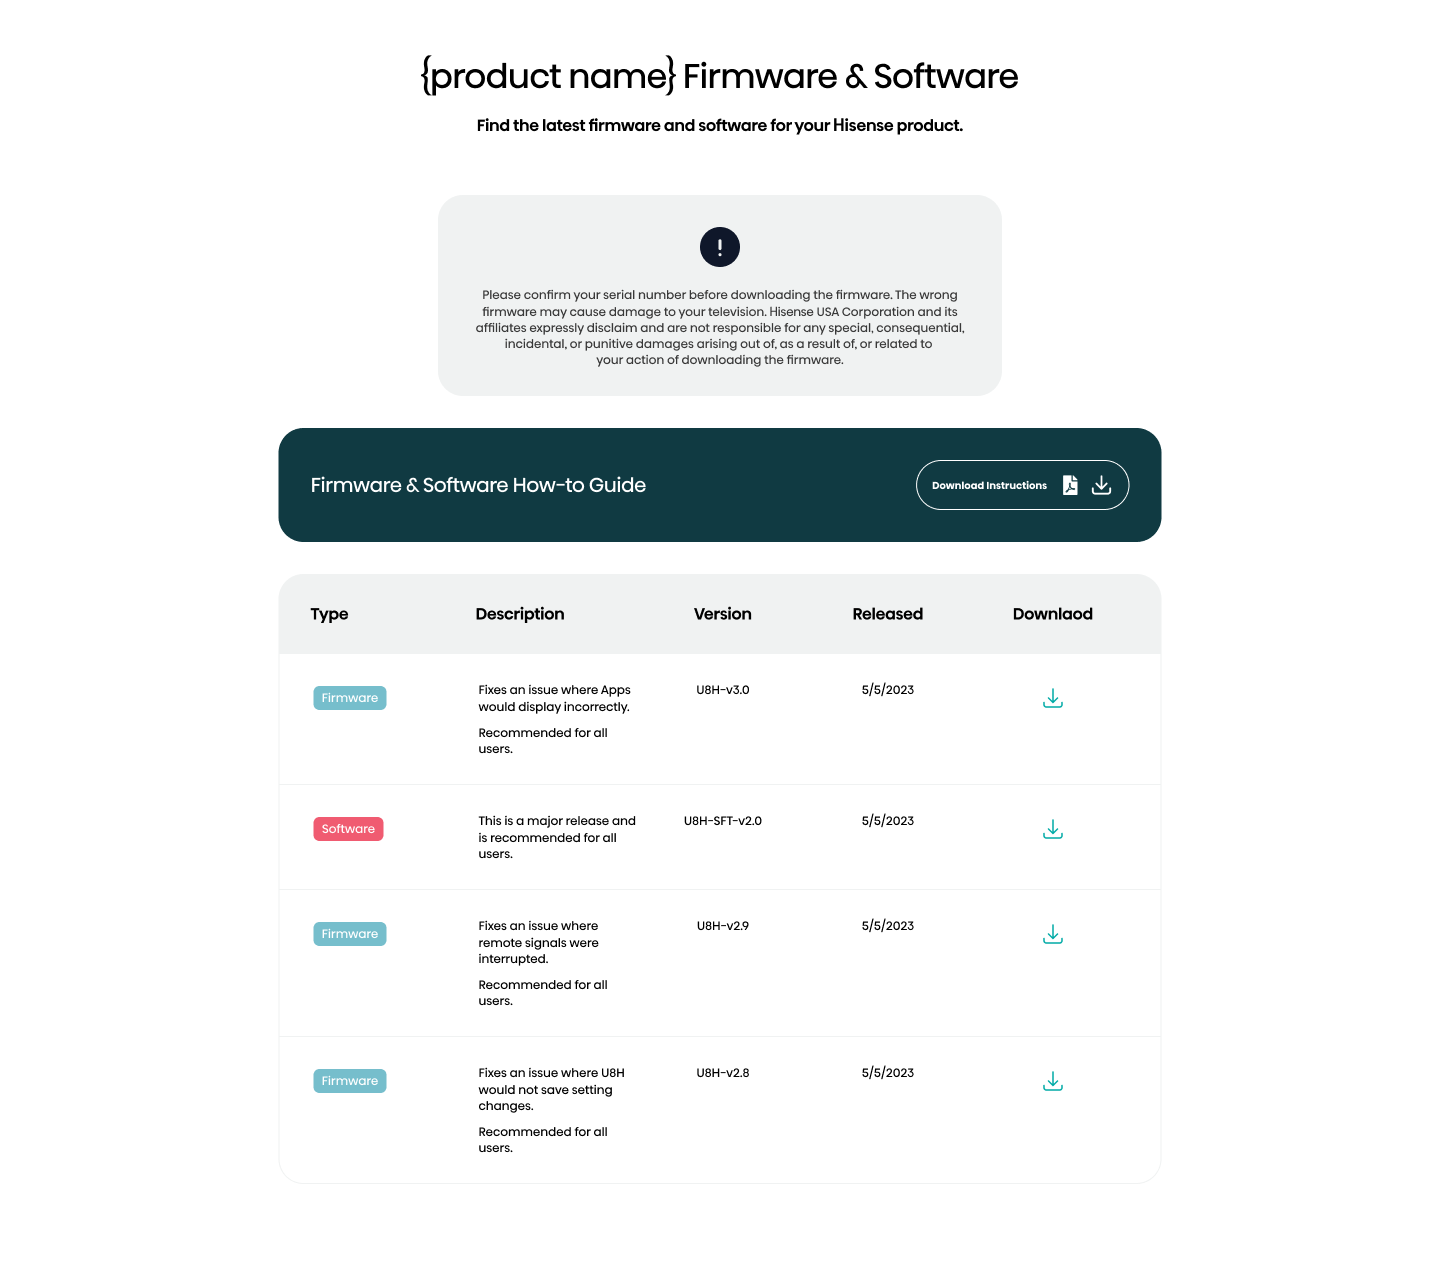 {product name} Firmware & Software
Find the latest firmware and software for your Hisense product.
!
Please confirm your serial number before downloading the firmware. The wrong
firmware may cause damage to your television. Hisense USA Corporation and its
affiliates expressly disclaim and are not responsible for any special, consequential,
incidental, or punitive damages arising out of, as a result of, or related to
your action of downloading the firmware.
Firmware & Software How-to Guide
Download Instructions
Type Description Version Released Downlaod
Firmware
Fixes an issue where Apps
would display incorrectly.
Recommended for all
users.
U8H-v3.0
5/5/2023
Software
This is a major release and
is recommended for all
users.
U8H-SFT-v2.0
5/5/2023
Firmware
Fixes an issue where
remote signals were
interrupted.
Recommended for all
users.
U8H-v2.9
5/5/2023
Firmware
Fixes an issue where U8H
would not save setting
changes.
Recommended for all
users.
U8H-v2.8
5/5/2023